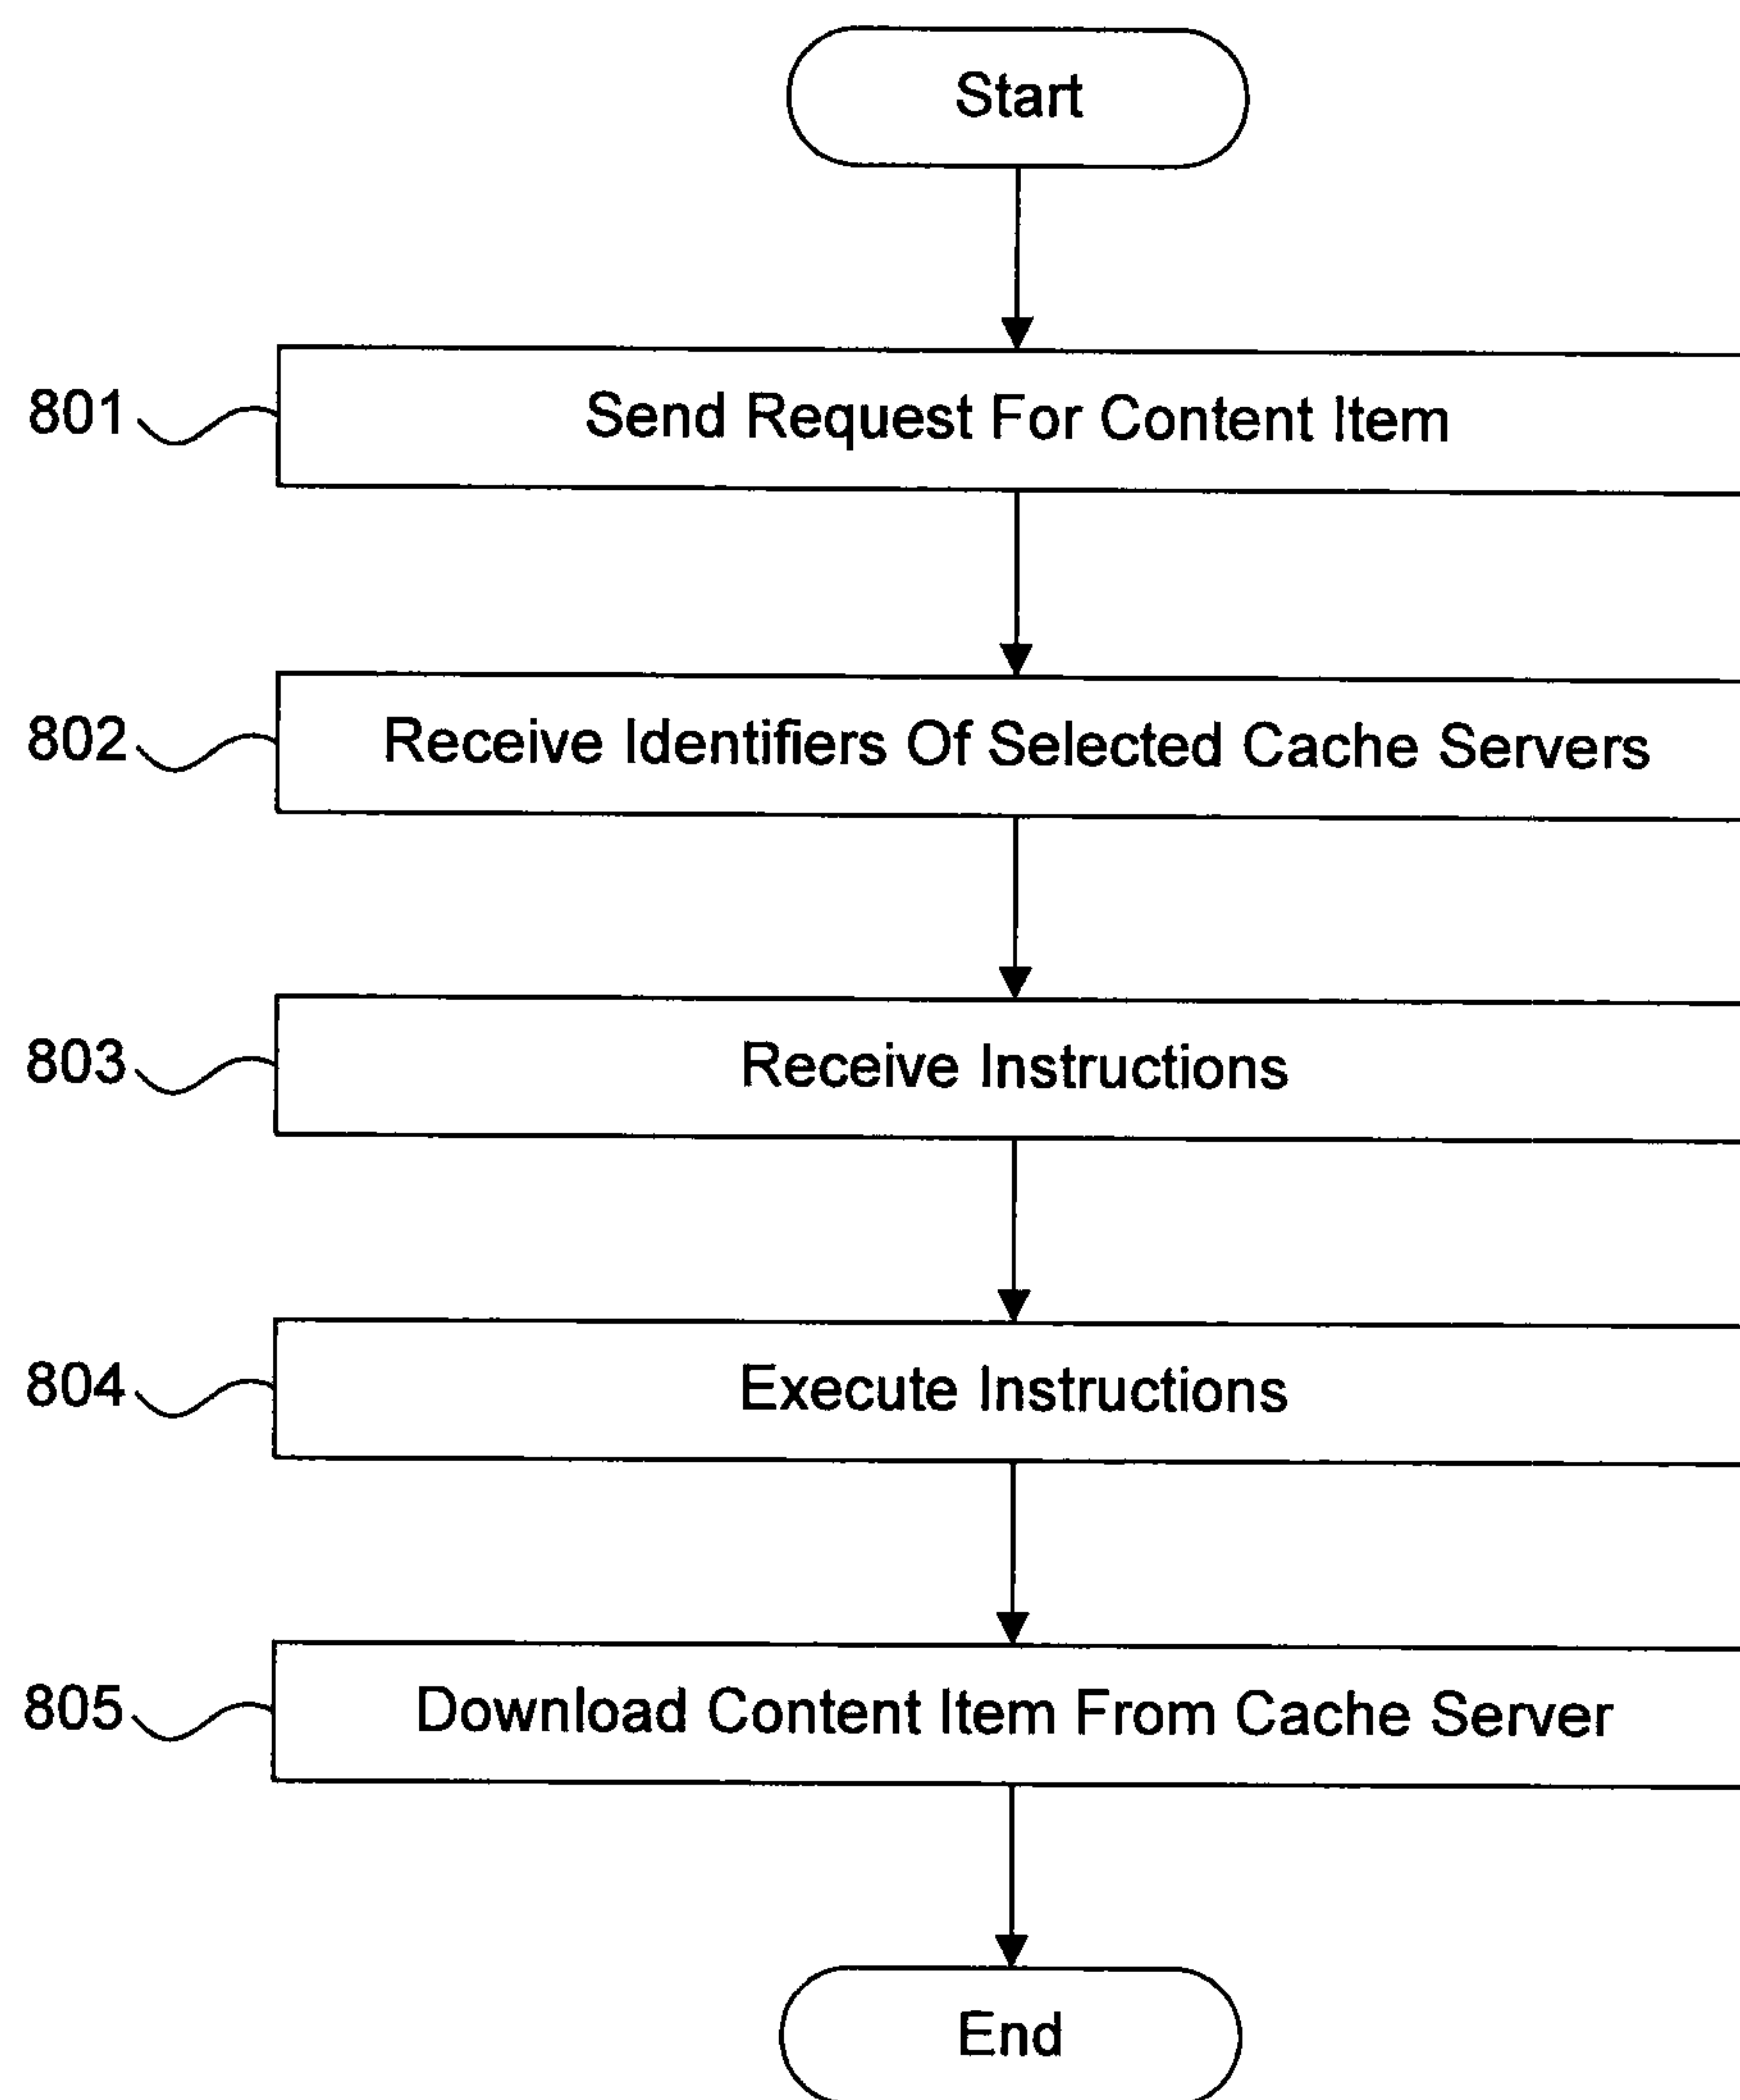 Start
801 Send Request For Content Item
802 Receive Identifiers Of Selected Cache Servers
803 Receive Instructions
804 Execute Instructions
805 Download Content Item From Cache Server
End